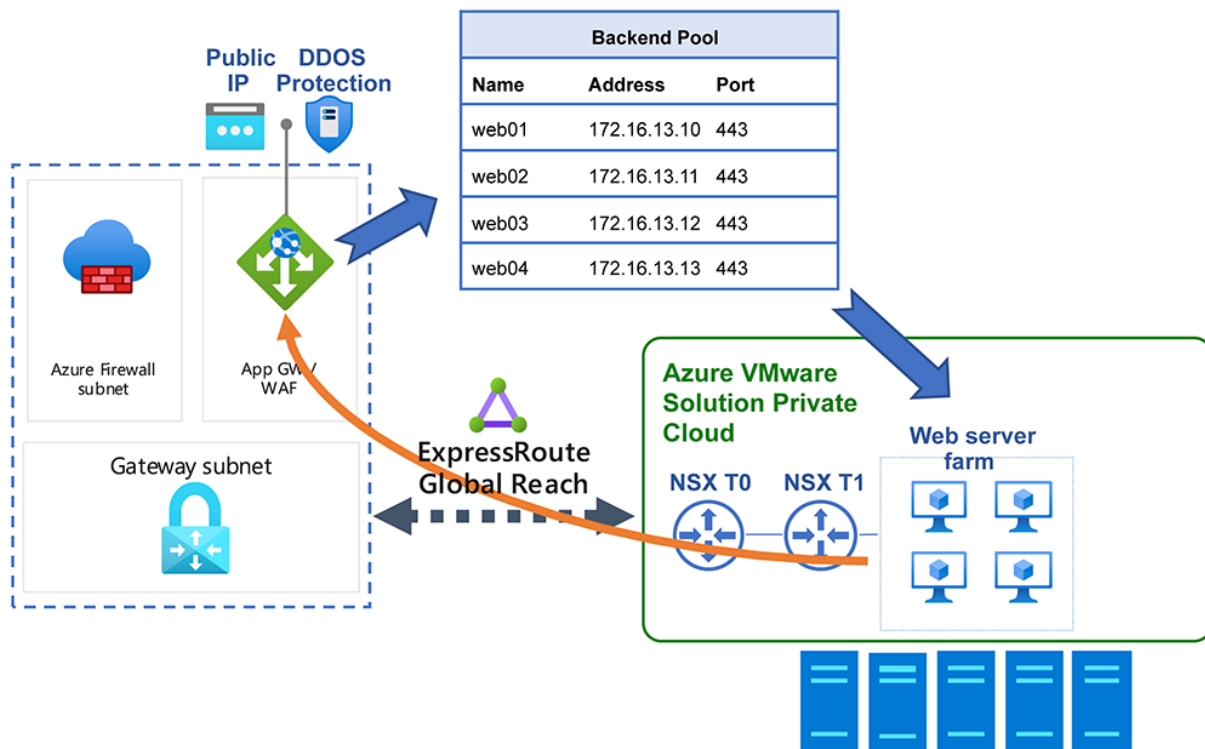 Public
IP
DDOS
Protection
Backend Pool
Name Address Port
web01 172.16.13.10 443
web02 172.16.13.11 443
web03 172.16.13.12 443
web04 172.16.13.13 443
Azure Firewall
subnet
App GW /
WAF
Gateway subnet
ExpressRoute
Global Reach
Azure VMware
Solution Private
Cloud
NSX T0
NSX T1
Web server
farm